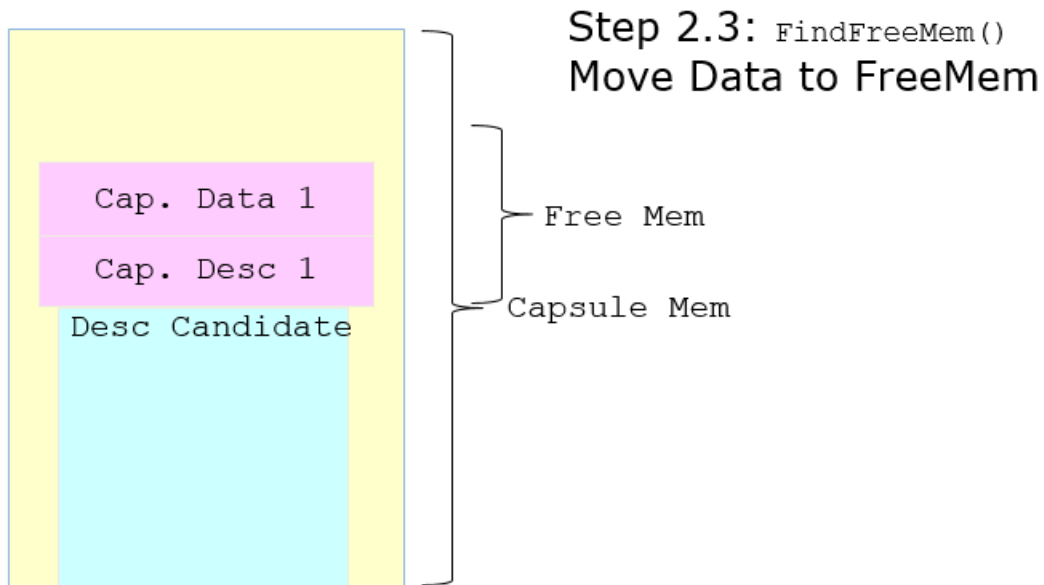 Step 2.3: FindFreeMem()
Move Data to FreeMem
Cap. Data 1
Free Mem
Cap. Desc 1
Capsule Mem
Desc Candidate